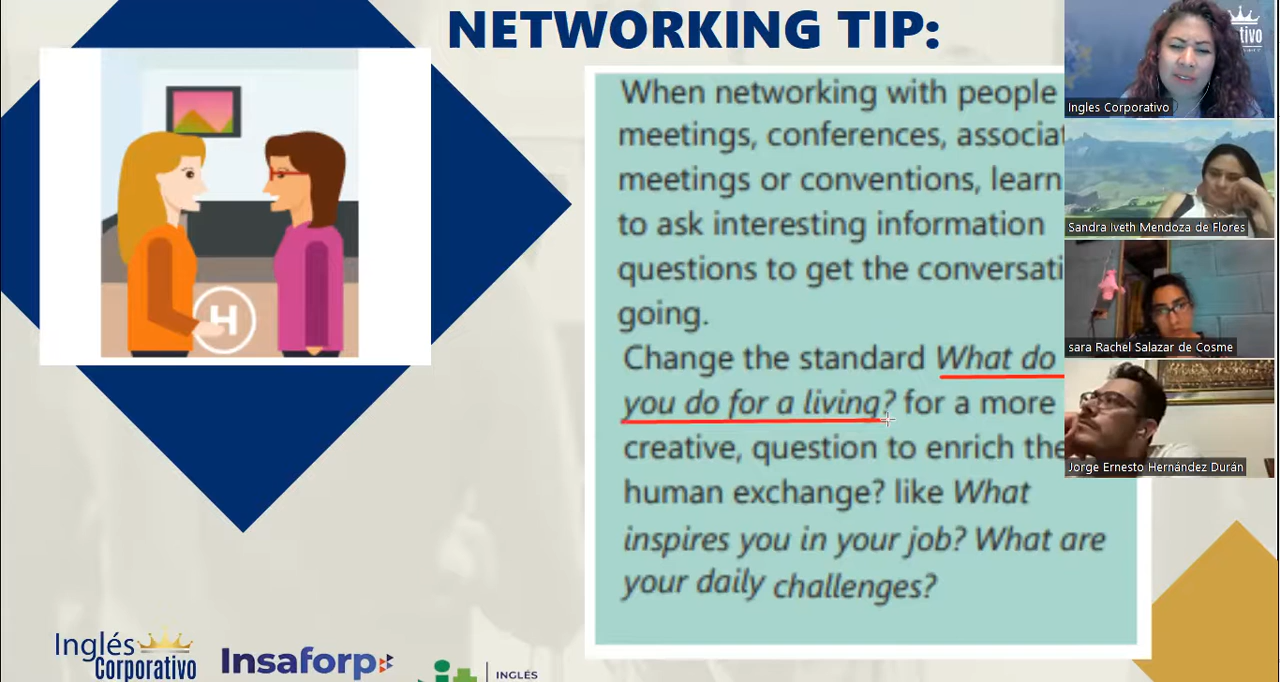 NETWORKING TIP:
When networking with people
meetings, conferences, associat
meetings or conventions, learn
to ask interesting information
questions to get the conversati
going.
Change the standard What do
you do for a living? for a more
creative, question to enrich the
human exchange? like What
inspires you in your job? What are
your daily challenges?
H
Inglés
Corporativo
Insaforp
INGLÉS
tivo
Ingles Corporativo
Sandra Iveth Mendoza de Flores
sara Rachel Salazar de Cosme
Jorge Ernesto Hernández Durán